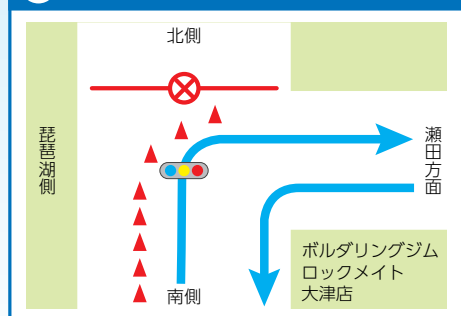 北側
琵琶湖側
瀬田方面
ボルダリングジム
ロックメイト
大津店
南側